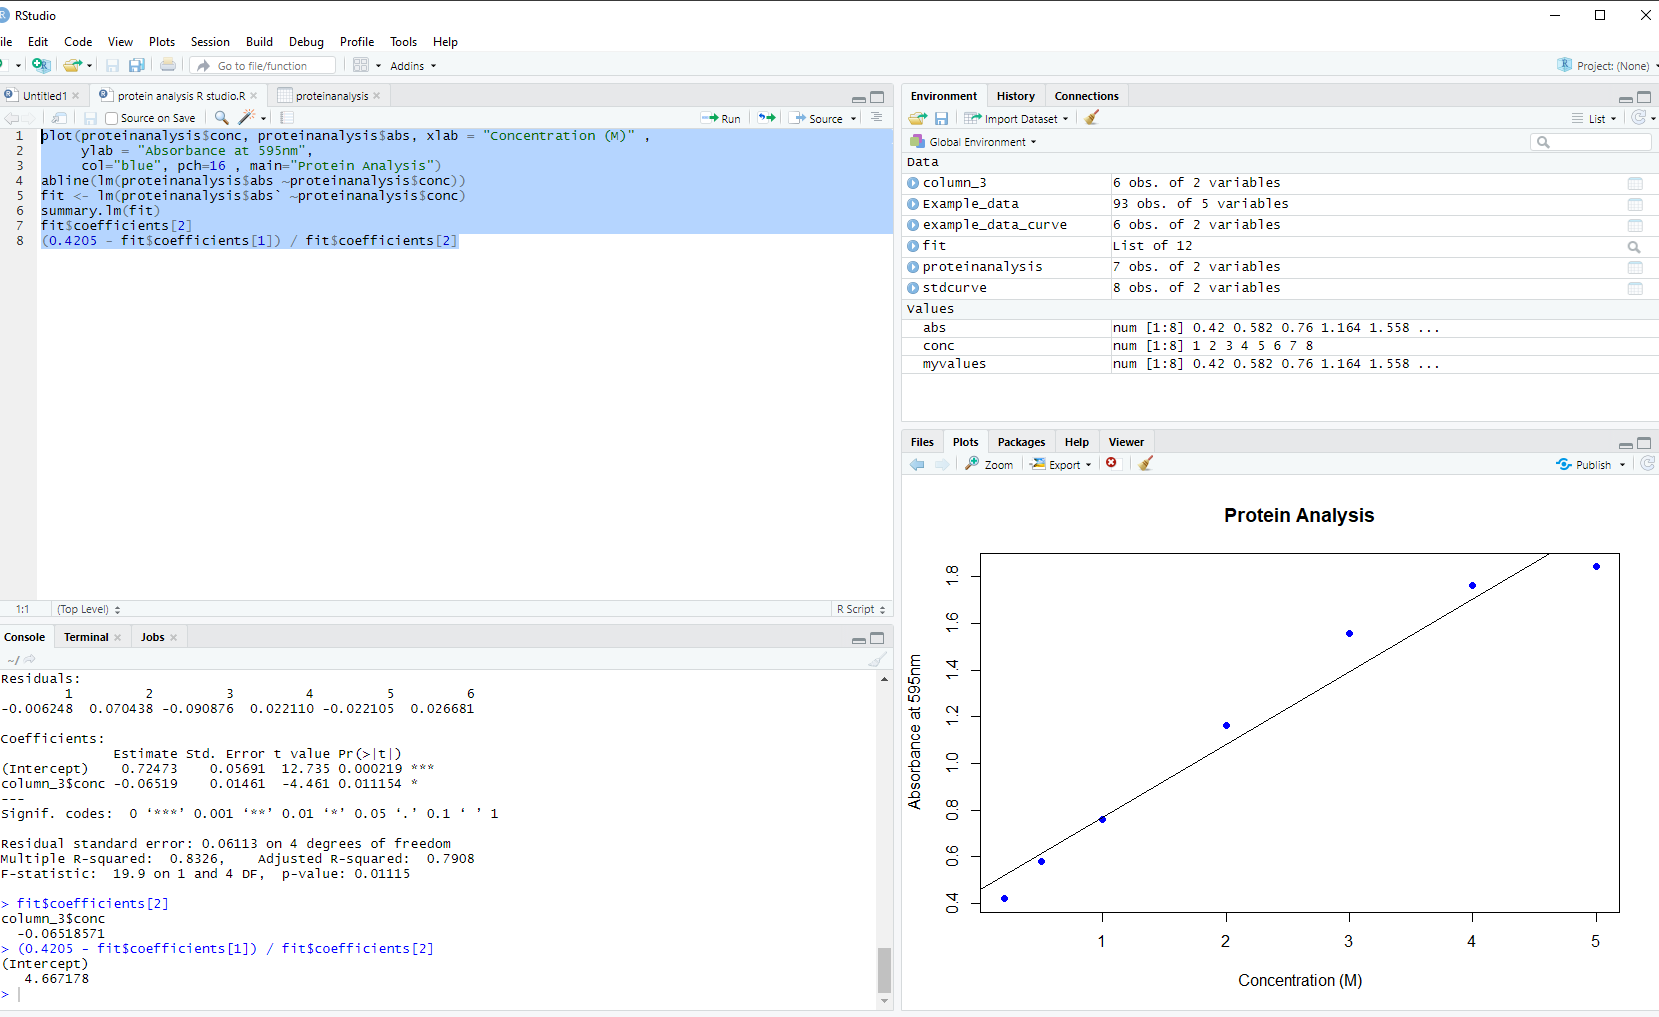 RStudio
ile Edit Code View Plots Session Build Debug Profile Tools Help
Go to file/function Addins Project: (None)
Untitled1 protein analysis R studio.R proteinanalysis
Source on Save Run Source
1 plot(proteinanalysis$conc, proteinanalysis$abs, xlab = "Concentration (M)" ,
2 ylab = "Absorbance at 595nm",
3 col="blue", pch=16 , main="Protein Analysis")
4 abline(lm(proteinanalysis$abs ~proteinanalysis$conc))
5 fit <- lm(proteinanalysis$abs` ~proteinanalysis$conc)
6 summary.lm(fit)
7 fit$coefficients[2]
8 (0.4205 - fit$coefficients[1]) / fit$coefficients[2]
1:1 (Top Level) R Script
Console Terminal Jobs
~/
Residuals:
1 2 3 4 5 6
-0.006248 0.070438 -0.090876 0.022110 -0.022105 0.026681
Coefficients:
Estimate Std. Error t value Pr(>|t|)
(Intercept) 0.72473 0.05691 12.735 0.000219 ***
column_3$conc -0.06519 0.01461 -4.461 0.011154 *
---
Signif. codes: 0 ‘***’ 0.001 ‘**’ 0.01 ‘*’ 0.05 ‘.’ 0.1 ‘ ’ 1
Residual standard error: 0.06113 on 4 degrees of freedom
Multiple R-squared: 0.8326, Adjusted R-squared: 0.7908
F-statistic: 19.9 on 1 and 4 DF, p-value: 0.01115
> fit$coefficients[2]
column_3$conc
-0.06518571
> (0.4205 - fit$coefficients[1]) / fit$coefficients[2]
(Intercept)
4.667178
>
Environment History Connections
Import Dataset List
Global Environment
Data
column_3 6 obs. of 2 variables
Example_data 93 obs. of 5 variables
example_data_curve 6 obs. of 2 variables
fit List of 12
proteinanalysis 7 obs. of 2 variables
stdcurve 8 obs. of 2 variables
Values
abs num [1:8] 0.42 0.582 0.76 1.164 1.558 ...
conc num [1:8] 1 2 3 4 5 6 7 8
myvalues num [1:8] 0.42 0.582 0.76 1.164 1.558 ...
Files Plots Packages Help Viewer
Zoom Export Publish
Protein Analysis
Absorbance at 595nm
1.8
1.6
1.4
1.2
1.0
0.8
0.6
0.4
1 2 3 4 5
Concentration (M)